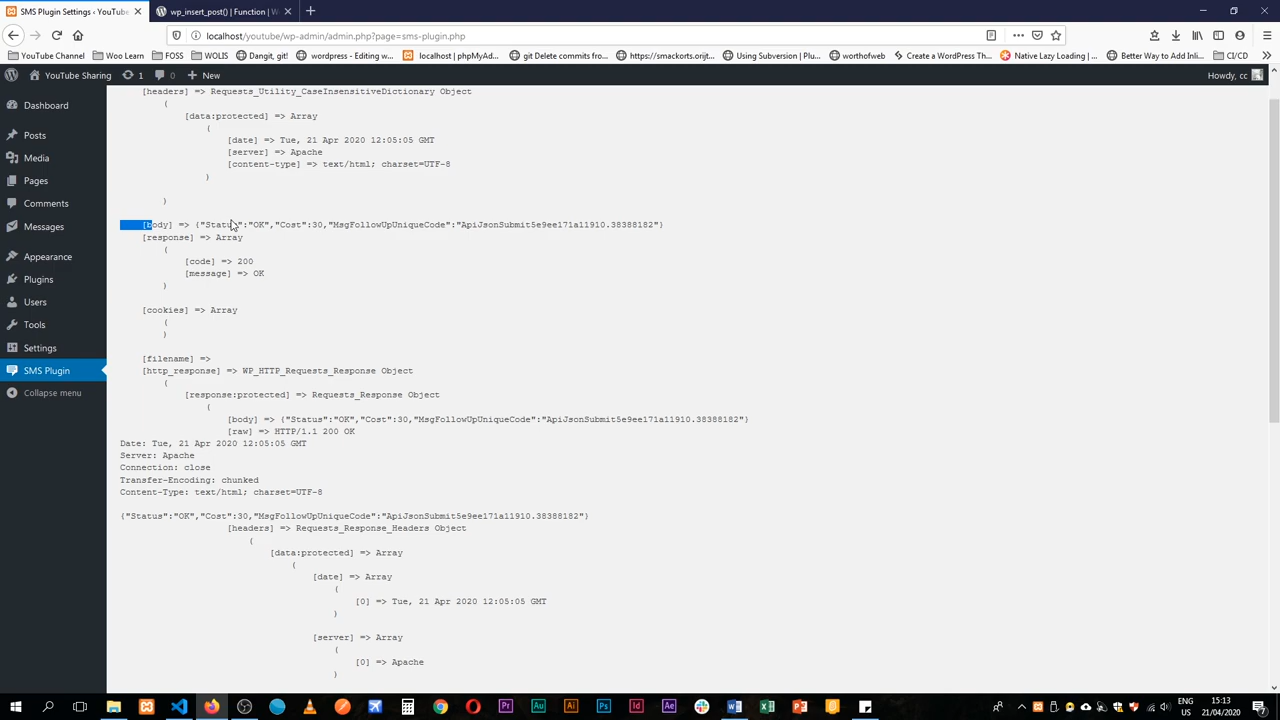 SMS Plugin Settings ‹ YouTub
wp_insert_post() | Function | W
localhost/youtube/wp-admin/admin.php?page=sms-plugin.php
YouTube Channel
Woo Learn
FOSS
WOLIS
Dangit, git!
wordpress - Editing w...
localhost | phpMyAd...
git Delete commits fro...
https://smackorts.orijt...
Using Subversion | Plu...
worthofweb
Create a WordPress Th...
Native Lazy Loading | ...
Better Way to Add Inli...
CI/CD
YouTube Sharing
1
0
New
Howdy, cc
Dashboard
Posts
Media
Pages
Comments
Messages
Appearance
Plugins
Users
Tools
Settings
SMS Plugin
Collapse menu
[headers] => Requests_Utility_CaseInsensitiveDictionary Object
(
[data:protected] => Array
(
[date] => Tue, 21 Apr 2020 12:05:05 GMT
[server] => Apache
[content-type] => text/html; charset=UTF-8
)
)
[body] => {"Status":"OK","Cost":30,"MsgFollowUpUniqueCode":"ApiJsonSubmit5e9ee171a11910.38388182"}
[response] => Array
(
[code] => 200
[message] => OK
)
[cookies] => Array
(
)
[filename] =>
[http_response] => WP_HTTP_Requests_Response Object
(
[response:protected] => Requests_Response Object
(
[body] => {"Status":"OK","Cost":30,"MsgFollowUpUniqueCode":"ApiJsonSubmit5e9ee171a11910.38388182"}
[raw] => HTTP/1.1 200 OK
Date: Tue, 21 Apr 2020 12:05:05 GMT
Server: Apache
Connection: close
Transfer-Encoding: chunked
Content-Type: text/html; charset=UTF-8
{"Status":"OK","Cost":30,"MsgFollowUpUniqueCode":"ApiJsonSubmit5e9ee171a11910.38388182"}
[headers] => Requests_Response_Headers Object
(
[data:protected] => Array
(
[date] => Array
(
[0] => Tue, 21 Apr 2020 12:05:05 GMT
)
[server] => Array
(
[0] => Apache
)
ENG
US
15:13
21/04/2020